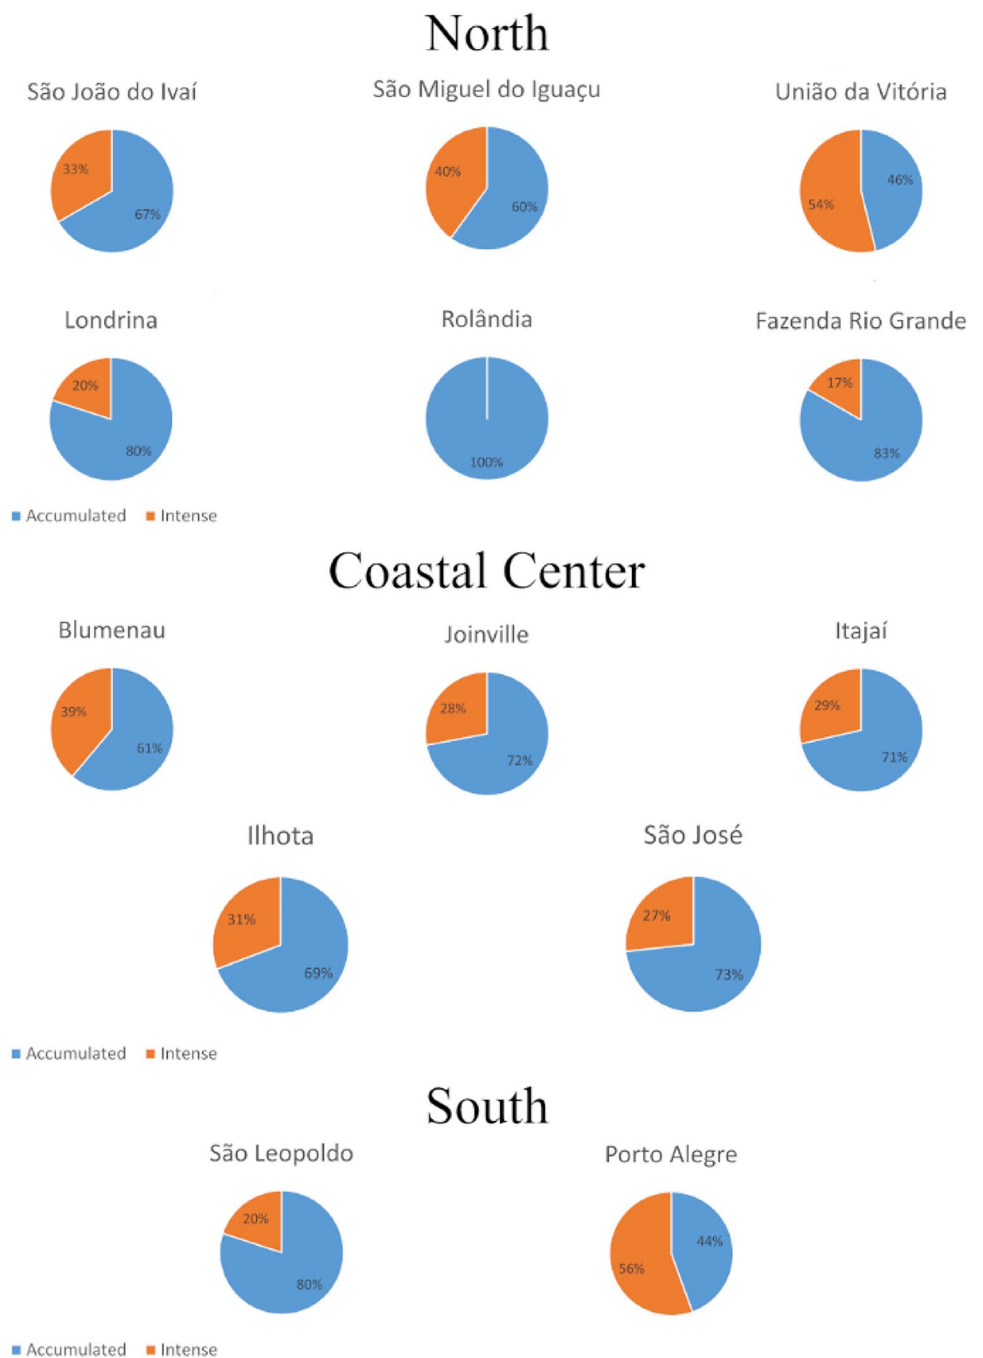 North
São João do Ivaí
São Miguel do Iguaçu
União da Vitória
33%
67%
40%
60%
46%
54%
Londrina
Rolândia
Fazenda Rio Grande
20%
80%
100%
17%
83%
Accumulated Intense
Coastal Center
Blumenau
Joinville
Itajaí
39%
61%
28%
72%
29%
71%
Ilhota
São José
31%
69%
27%
73%
Accumulated Intense
South
São Leopoldo
Porto Alegre
20%
80%
44%
56%
Accumulated Intense